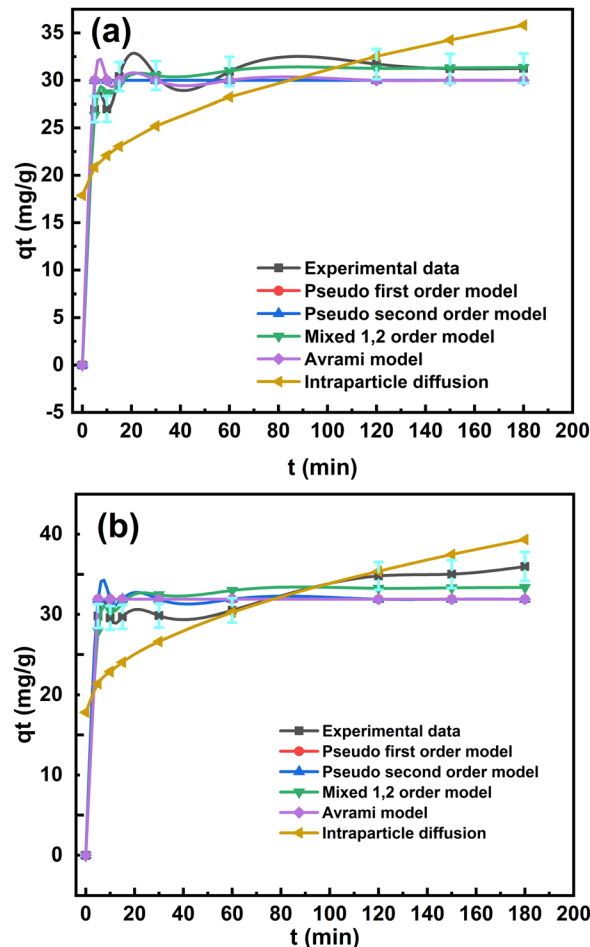 (a)
qt (mg/g)
40
35
30
25
20
15
10
5
0
-5
Experimental data
Pseudo first order model
Pseudo second order model
Mixed 1,2 order model
Avrami model
Intraparticle diffusion
0 20 40 60 80 100 120 140 160 180 200
t (min)
(b)
qt (mg/g)
40
30
20
10
0
Experimental data
Pseudo first order model
Pseudo second order model
Mixed 1,2 order model
Avrami model
Intraparticle diffusion
0 20 40 60 80 100 120 140 160 180 200
t (min)